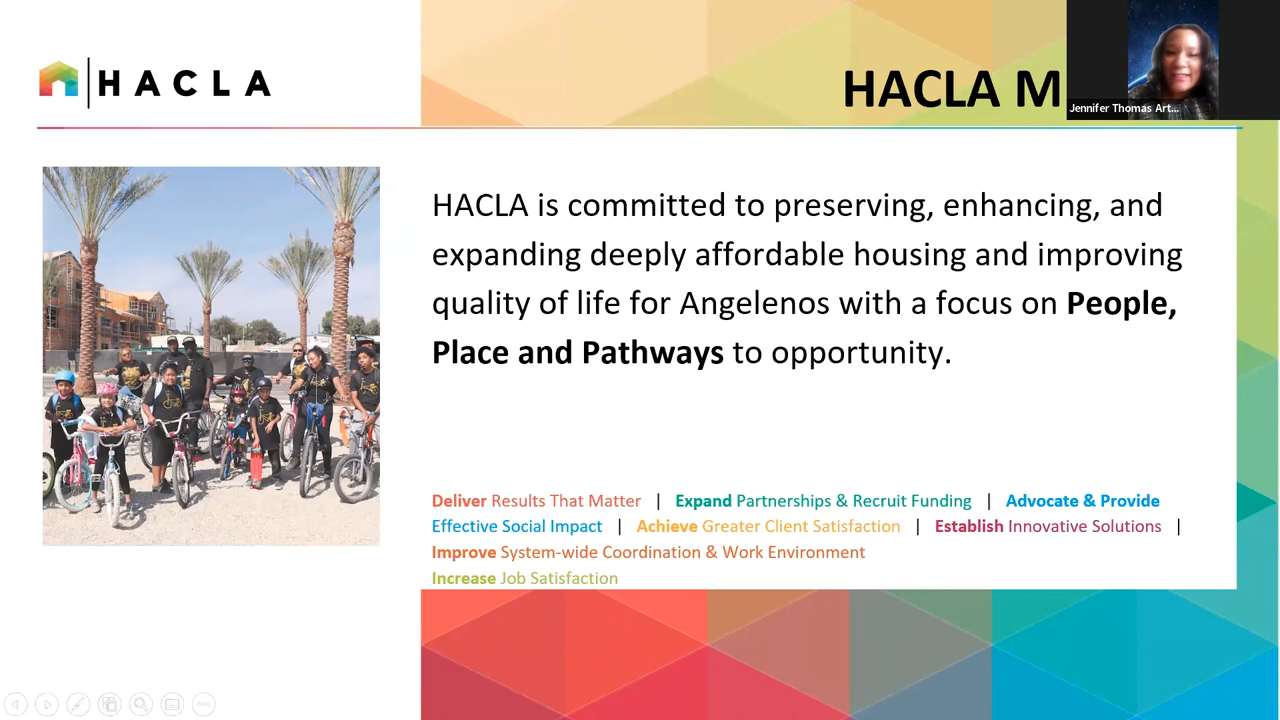 HACLA
HACLA M
Jennifer Thomas Art...
HACLA is committed to preserving, enhancing, and
expanding deeply affordable housing and improving
quality of life for Angelenos with a focus on People,
Place and Pathways to opportunity.
Deliver Results That Matter | Expand Partnerships & Recruit Funding | Advocate & Provide
Effective Social Impact | Achieve Greater Client Satisfaction | Establish Innovative Solutions |
Improve System-wide Coordination & Work Environment
Increase Job Satisfaction